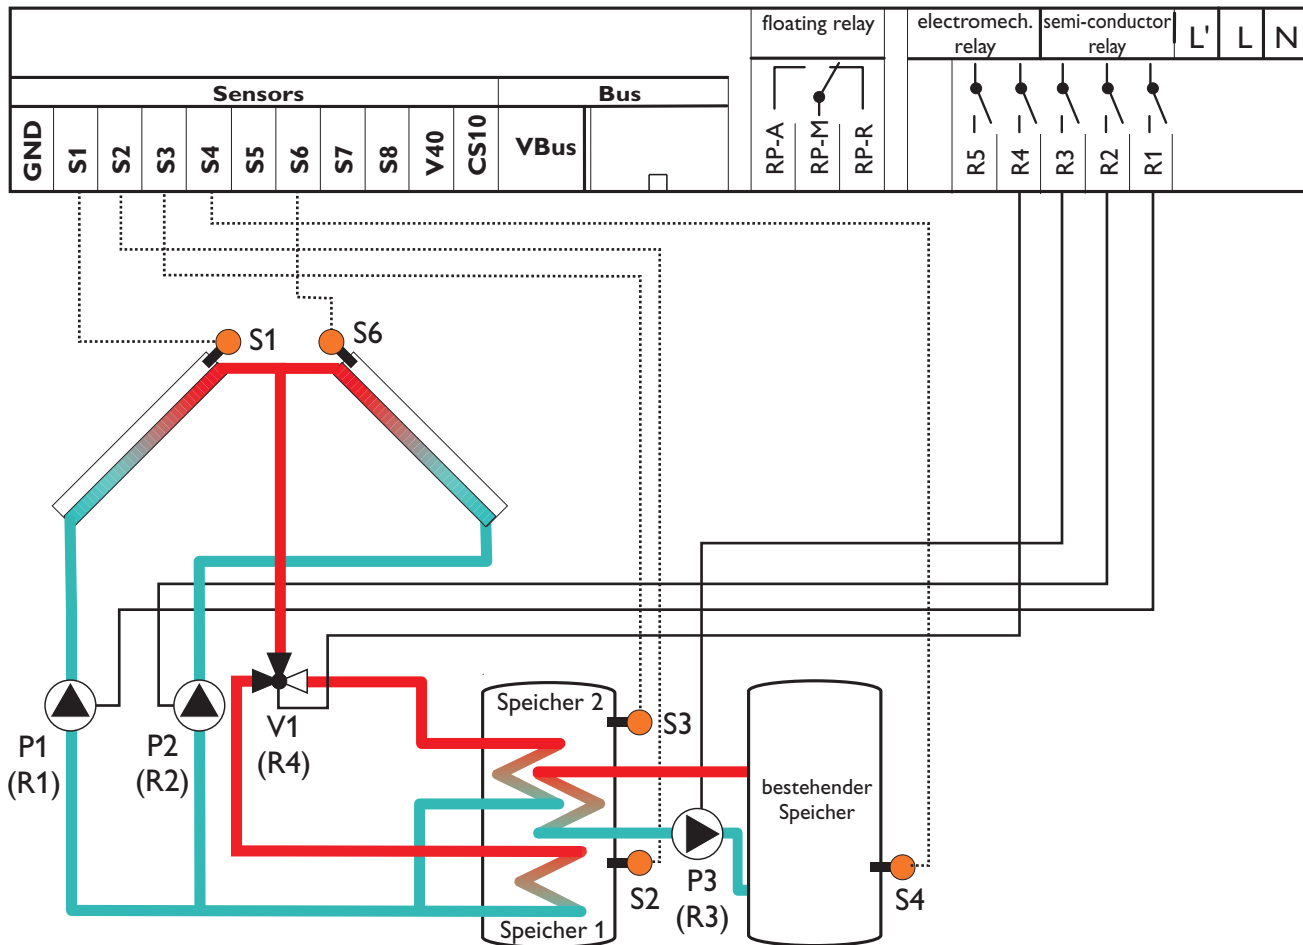 floating relay
electromech.
relay
semi-conductor
relay
L'
L
N
Sensors
Bus
GND
S1
S2
S3
S4
S5
S6
S7
S8
V40
CS10
VBus
RP-A
RP-M
RP-R
R5
R4
R3
R2
R1
S1
S6
P1
(R1)
P2
(R2)
V1
(R4)
Speicher 2
S3
bestehender
Speicher
S2
P3
(R3)
S4
Speicher 1